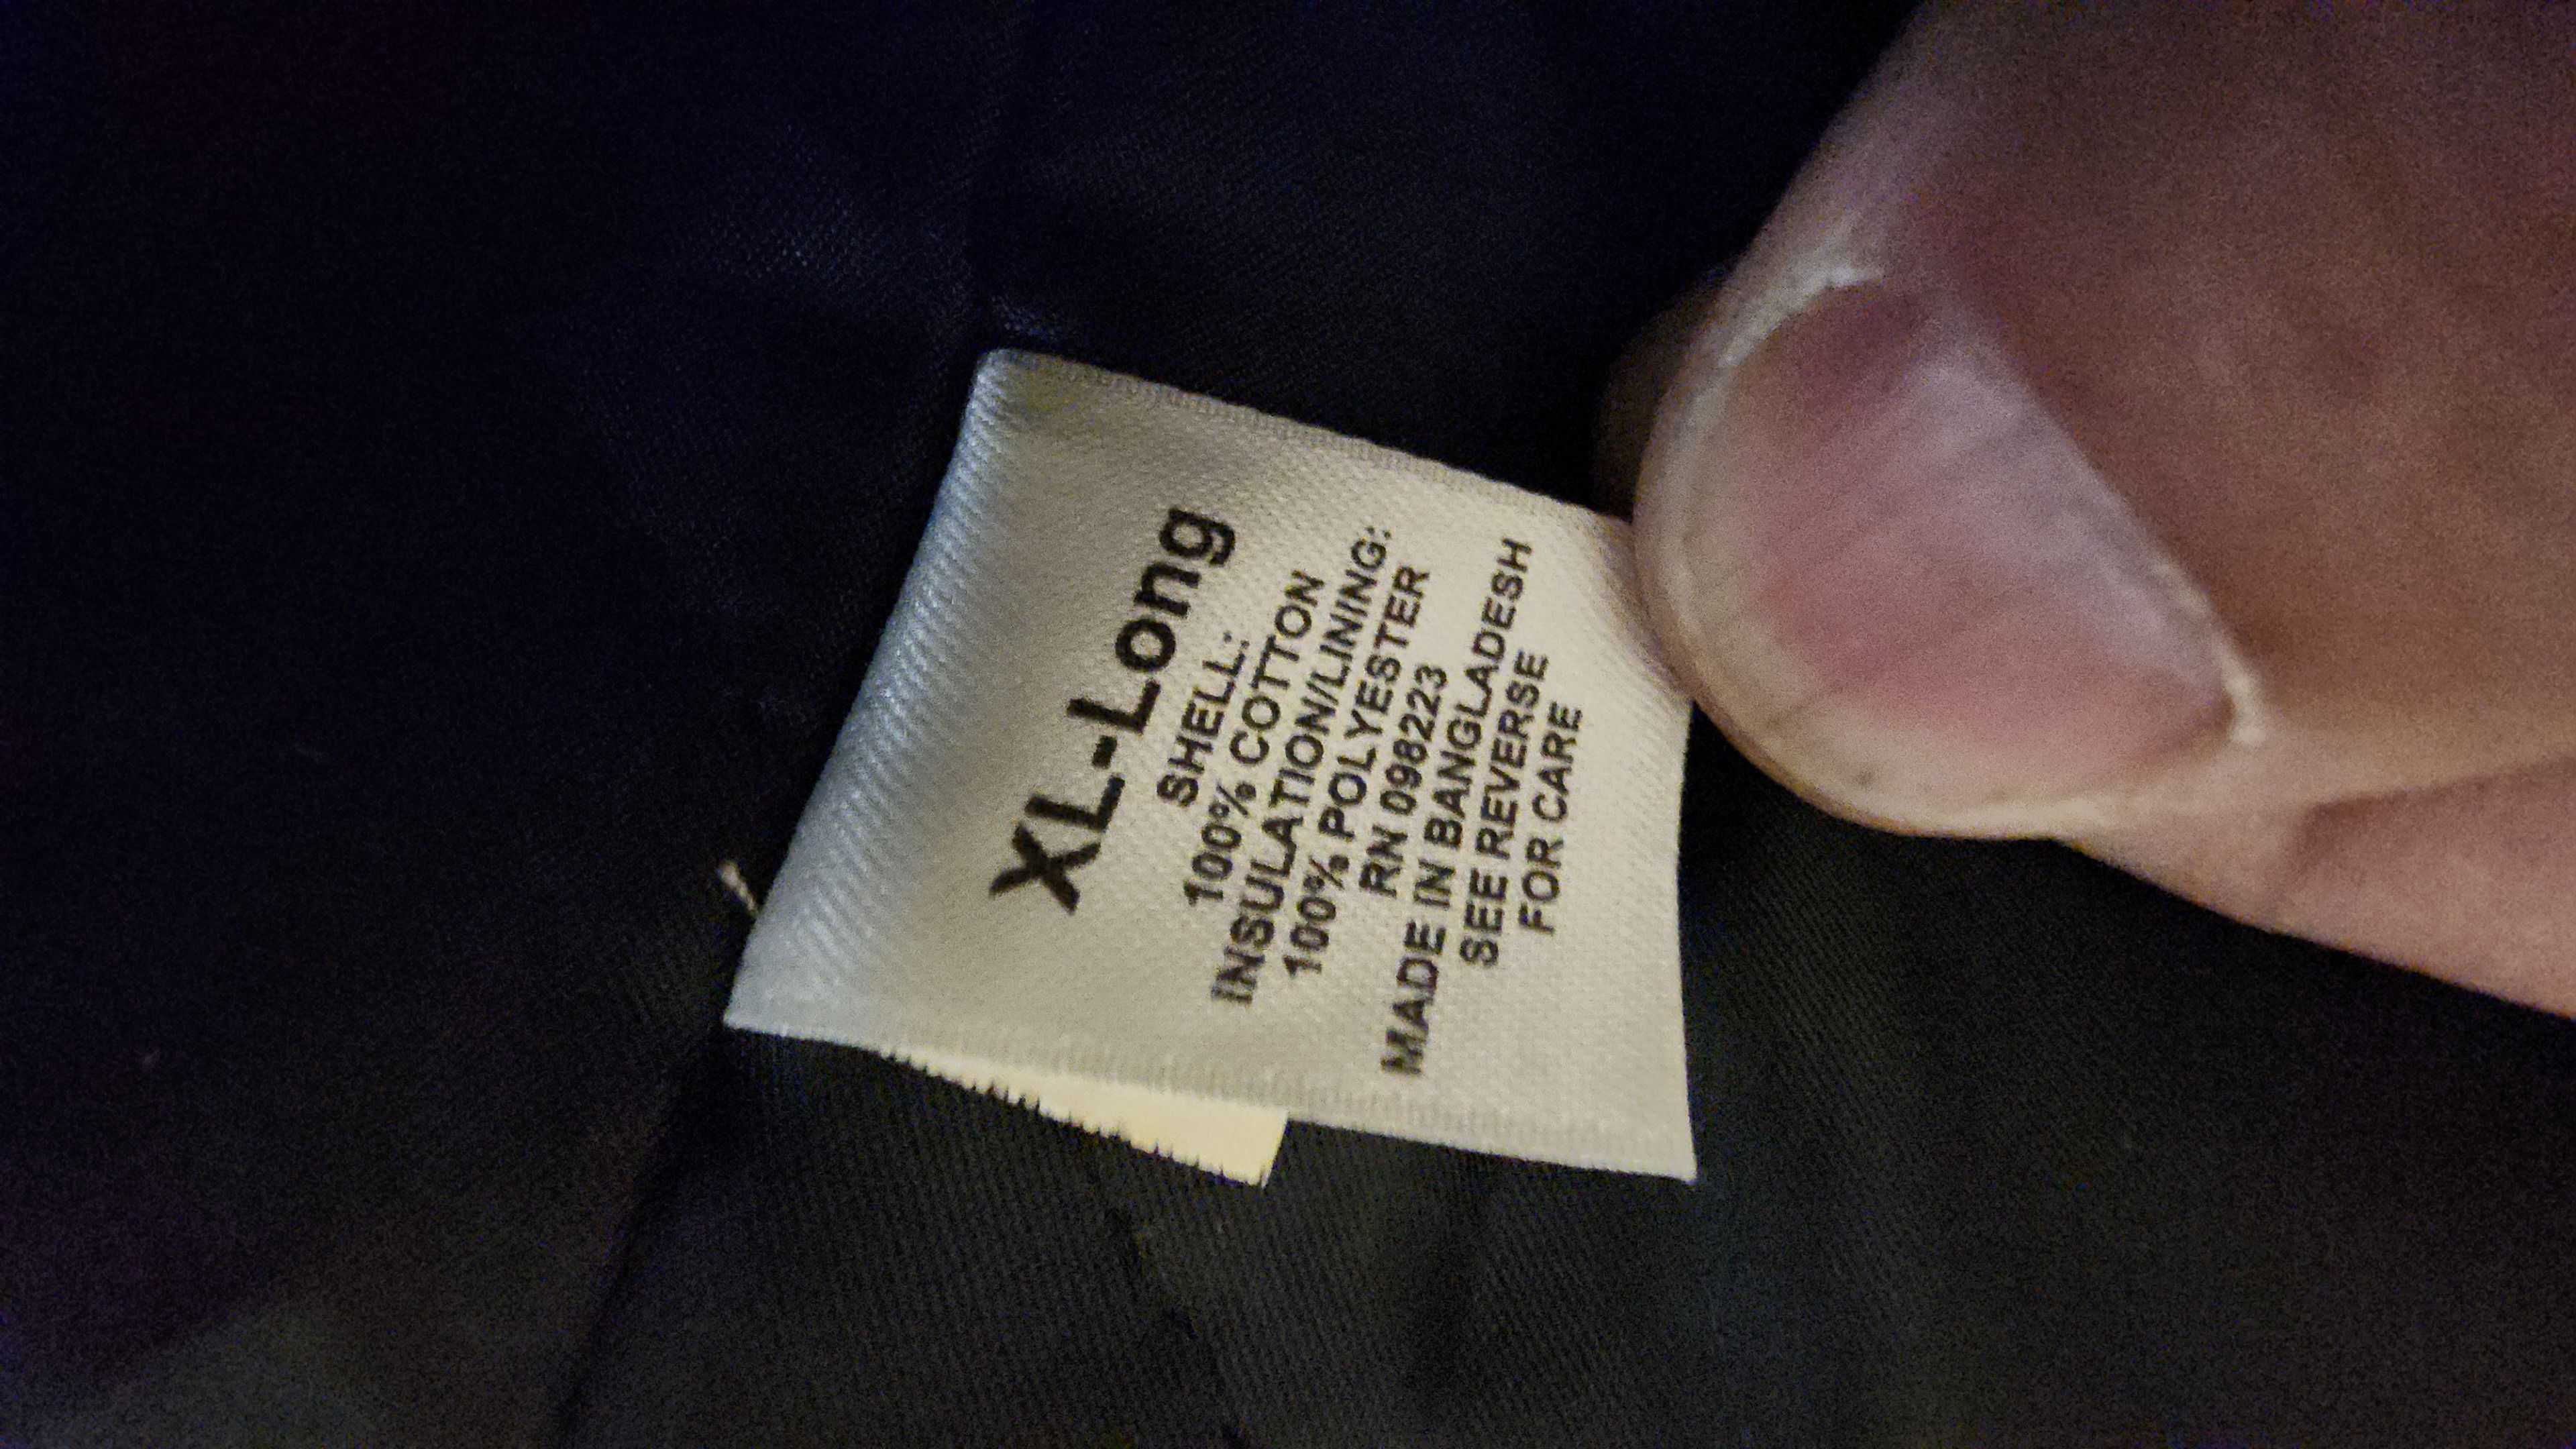 XL-Long
SHELL:
100% COTTON
INSULATION/LINING:
100% POLYESTER
RN 098223
MADE IN BANGLADESH
SEE REVERSE
FOR CARE